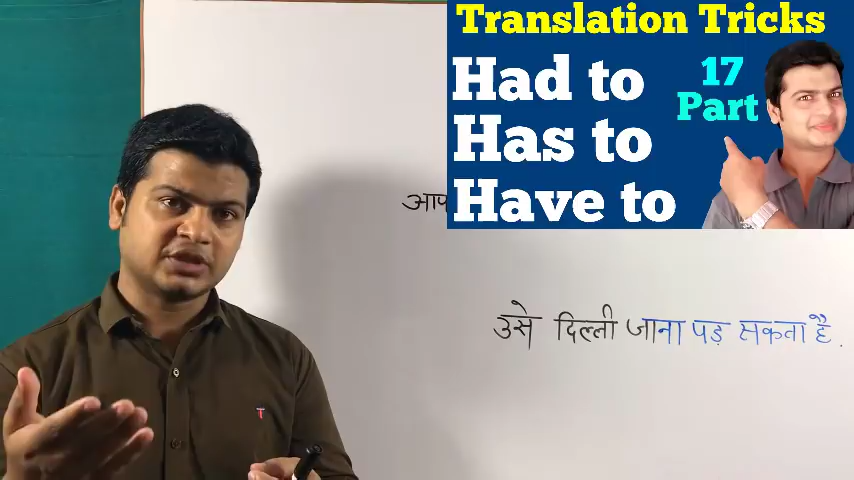 Translation Tricks
Had to
17
Part
Has to
Have to
उसे दिल्ली जाना पड़ सकता है.
T